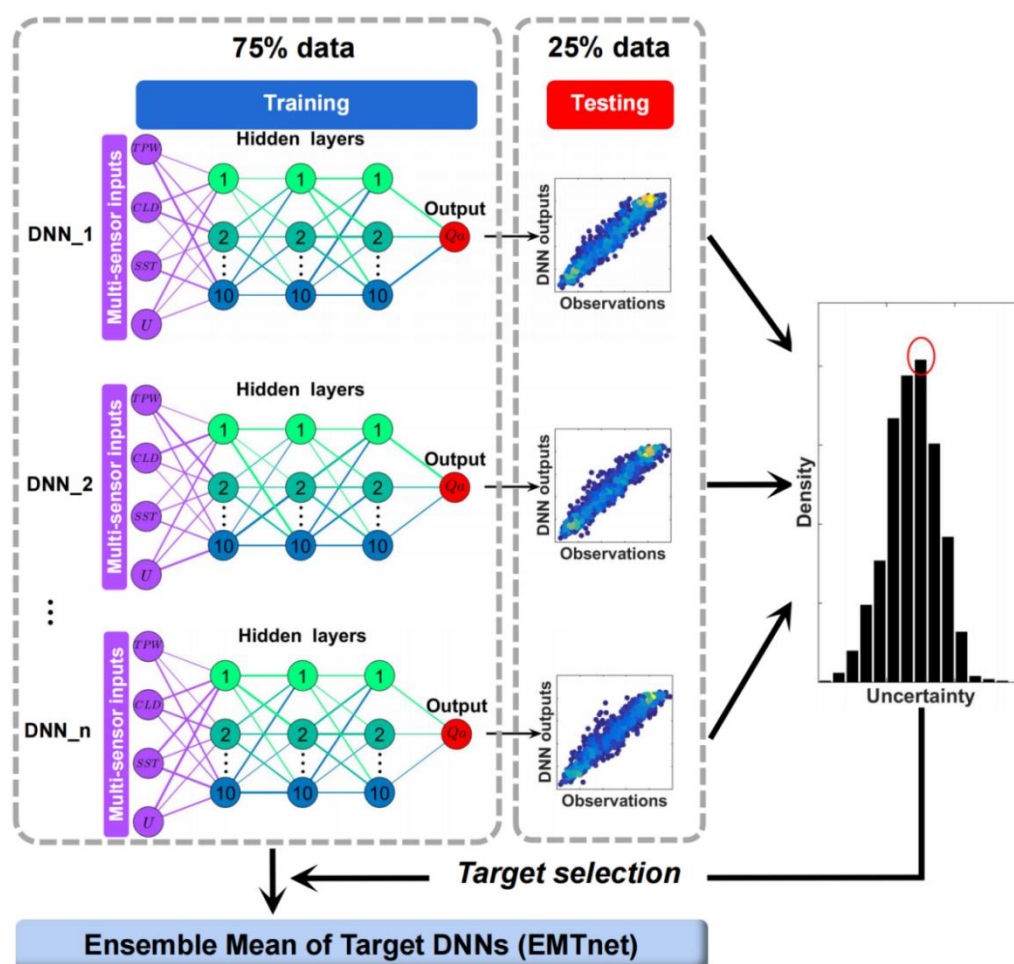 75% data
25% data
Training
Testing
Hidden layers
DNN_1
Multi-sensor inputs
TPW
CLD
SST
U
1
1
1
2
2
2
10
10
10
Output
Qa
DNN outputs
Observations
Hidden layers
DNN_2
Multi-sensor inputs
TPW
CLD
SST
U
1
1
1
2
2
2
10
10
10
Output
Qa
DNN outputs
Observations
...
Hidden layers
DNN_n
Multi-sensor inputs
TPW
CLD
SST
U
1
1
1
2
2
2
10
10
10
Output
Qa
DNN outputs
Observations
Density
Uncertainty
Target selection
Ensemble Mean of Target DNNs (EMTnet)